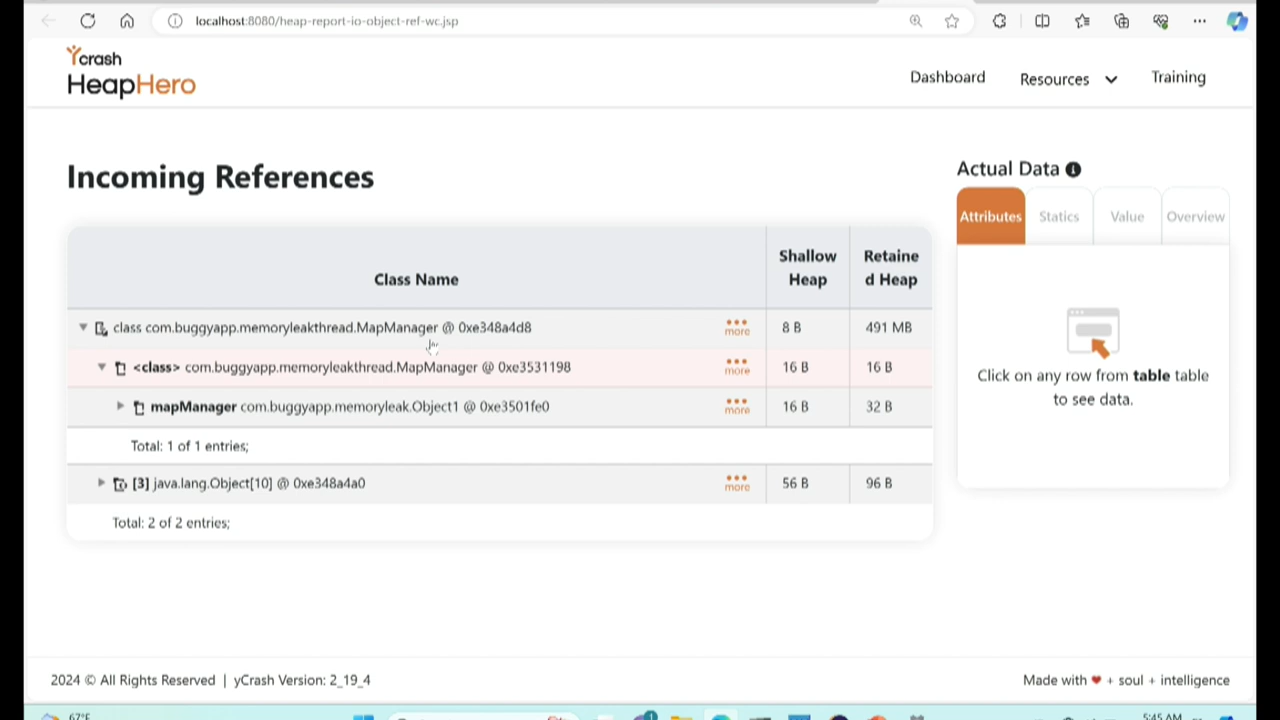 localhost:8080/heap-report-io-object-ref-wc.jsp
ycrash
HeapHero
Dashboard
Resources
Training
Incoming References
Class Name
Shallow Heap
Retaine d Heap
class com.buggyapp.memoryleakthread.MapManager @ 0xe348a4d8
more
8 B
491 MB
<class> com.buggyapp.memoryleakthread.MapManager @ 0xe3531198
more
16 B
16 B
mapManager com.buggyapp.memoryleak.Object1 @ 0xe3501fe0
more
16 B
32 B
Total: 1 of 1 entries;
[3] java.lang.Object[10] @ 0xe348a4a0
more
56 B
96 B
Total: 2 of 2 entries;
Actual Data
Attributes
Statics
Value
Overview
Click on any row from table table
to see data.
2024 © All Rights Reserved | yCrash Version: 2_19_4
Made with ❤ + soul + intelligence
67°F
5:45 AM